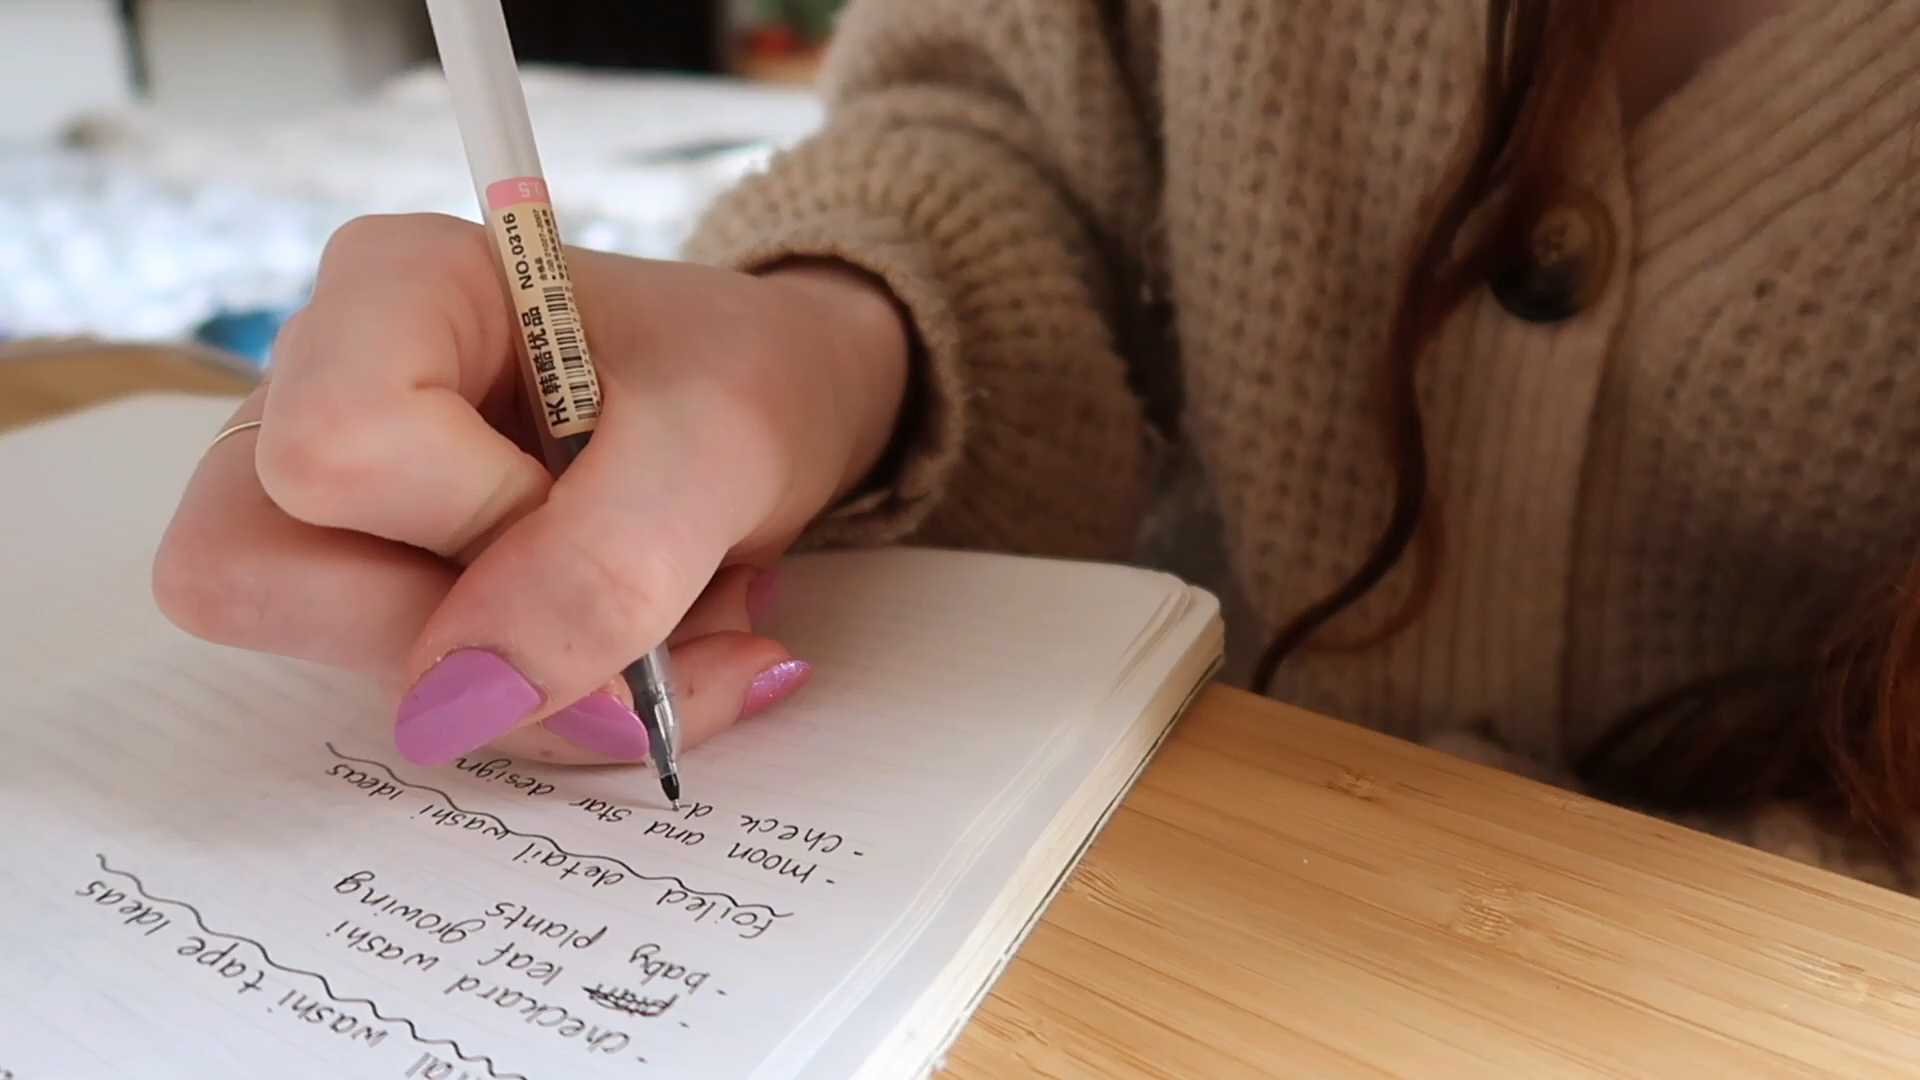 washi tape ideas
- checkard washi
- leaf growing
- baby plants
foiled detail washi ideas
- moon and star design
- check d
0.5
NO.0316
HK 韩酷优品